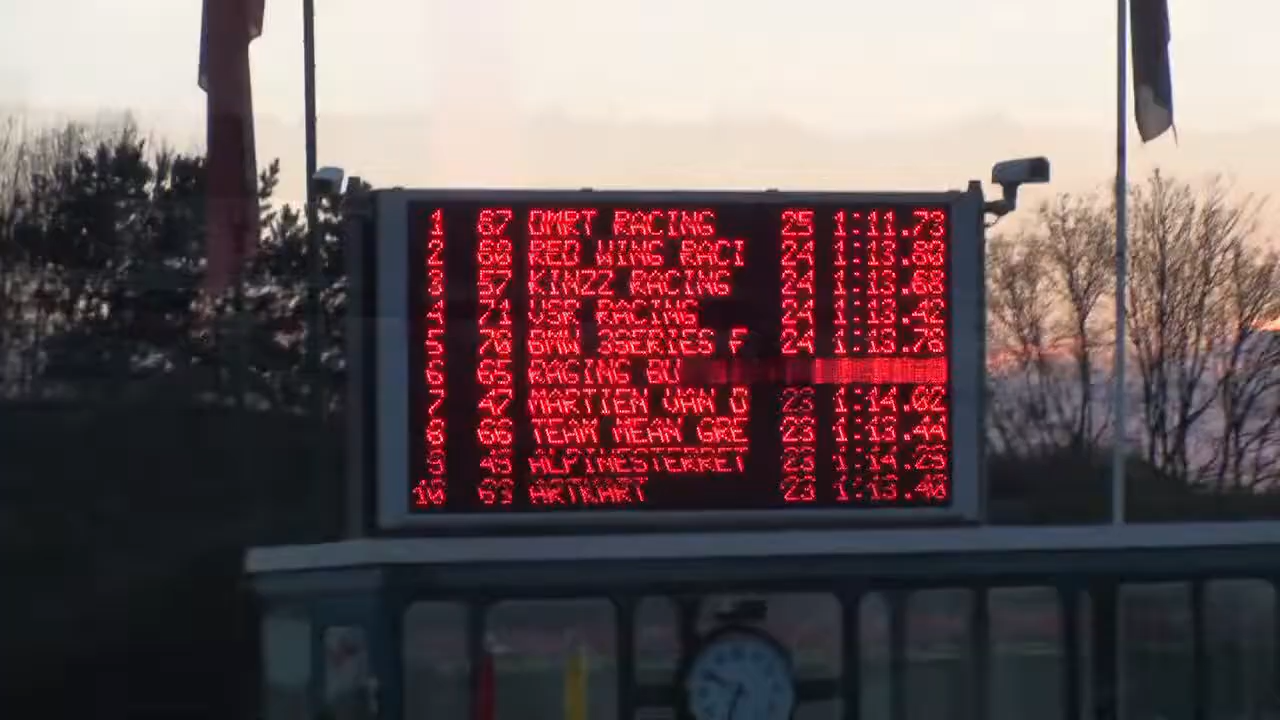 1 67 DMRT RACING 25 1:11.73
2 60 RED WING RACI 24 1:13.60
3 57 KINZZ RACING 24 1:13.68
4 71 VSR RACING 24 1:13.42
5 78 BMW 3SERIES F 24 1:13.78
6 65 RACING
7 47 MARTIEN VAN D 23 1:14.02
8 66 TEAM MEAN GRE 23 1:13.44
9 45 ALPINESTERRET 23 1:14.25
10 63 ARTKART 23 1:13.40